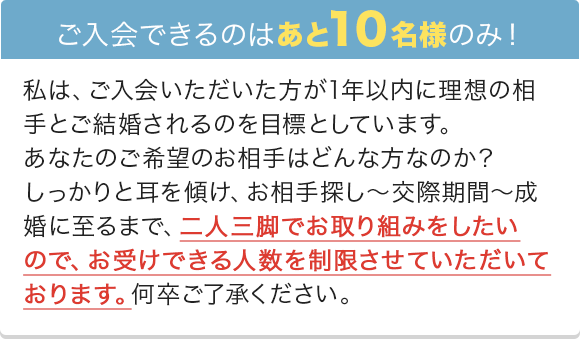 ご入会できるのはあと10名様のみ！
私は、ご入会いただいた方が1年以内に理想の相
手とご結婚されるのを目標としています。
あなたのご希望のお相手はどんな方なのか？
しっかりと耳を傾け、お相手探し〜交際期間〜成
婚に至るまで、二人三脚でお取り組みをしたい
ので、お受けできる人数を制限させていただいて
おります。何卒ご了承ください。